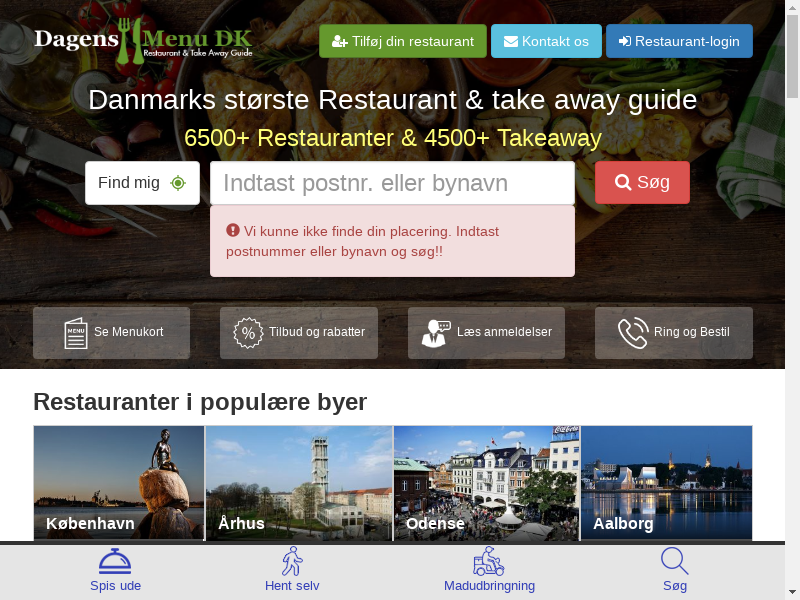 Dagens Menu DK
Restaurant & Take Away Guide
Tilføj din restaurant
Kontakt os
Restaurant-login
Danmarks største Restaurant & take away guide
6500+ Restauranter & 4500+ Takeaway
Find mig
Indtast postnr. eller bynavn
Søg
Vi kunne ikke finde din placering. Indtast
postnummer eller bynavn og søg!!
MENU
Se Menukort
%
Tilbud og rabatter
Læs anmeldelser
Ring og Bestil
Restauranter i populære byer
Coca-Cola
København
Århus
Odense
Aalborg
Spis ude
Hent selv
Madudbringning
Søg